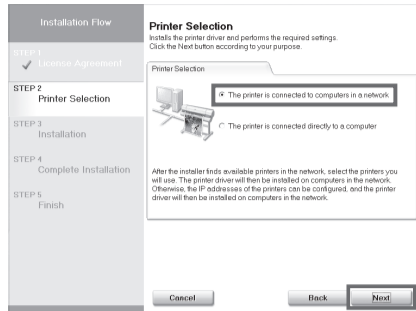 Installation Flow
STEP 1
License Agreement
STEP 2
Printer Selection
STEP 3
Installation
STEP 4
Complete Installation
STEP 5
Finish
Printer Selection
Installs the printer driver and performs the required settings.
Click the Next button according to your purpose.
Printer Selection
The printer is connected to computers in a network
The printer is connected directly to a computer
After the installer finds available printers in the network, select the printers you
will use. The printer driver will then be installed on computers in the network.
Otherwise, the IP addresses of the printers can be configured, and the printer
driver will then be installed on computers in the network.
Cancel
Back
Next